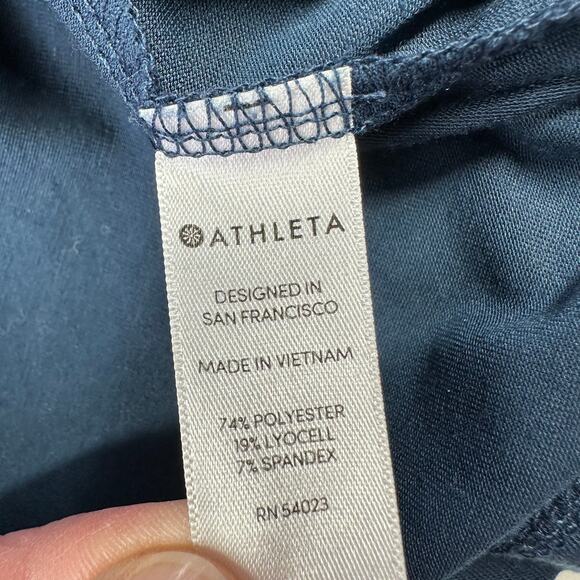 ATHLETA
DESIGNED IN
SAN FRANCISCO
MADE IN VIETNAM
74% POLYESTER
19% LYOCELL
7% SPANDEX
RN 54023